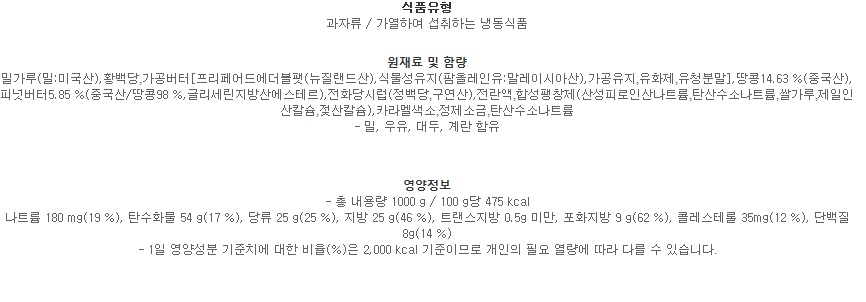 식품유형
과자류 / 가열하여 섭취하는 냉동식품
원재료 및 함량
밀가루(밀:미국산),황백당,가공버터[프리페어드에더블팻(뉴질랜드산),식물성유지(팜올레인유:말레이시아산),가공유지,유화제,유청분말],땅콩14.63 %(중국산),
피넛버터5.85 %(중국산/땅콩98 %,글리세린지방산에스테르),전화당시럽(정백당,구연산),전란액,합성팽창제(산성피로인산나트륨,탄산수소나트륨,쌀가루,제일인
산칼슘,젖산칼슘),카라멜색소,정제소금,탄산수소나트륨
- 밀, 우유, 대두, 계란 함유
영양정보
- 총 내용량 1000 g / 100 g당 475 kcal
나트륨 180 mg(19 %), 탄수화물 54 g(17 %), 당류 25 g(25 %), 지방 25 g(46 %), 트랜스지방 0.5g 미만, 포화지방 9 g(62 %), 콜레스테롤 35mg(12 %), 단백질
8g(14 %)
- 1일 영양성분 기준치에 대한 비율(%)은 2,000 kcal 기준이므로 개인의 필요 열량에 따라 다를 수 있습니다.